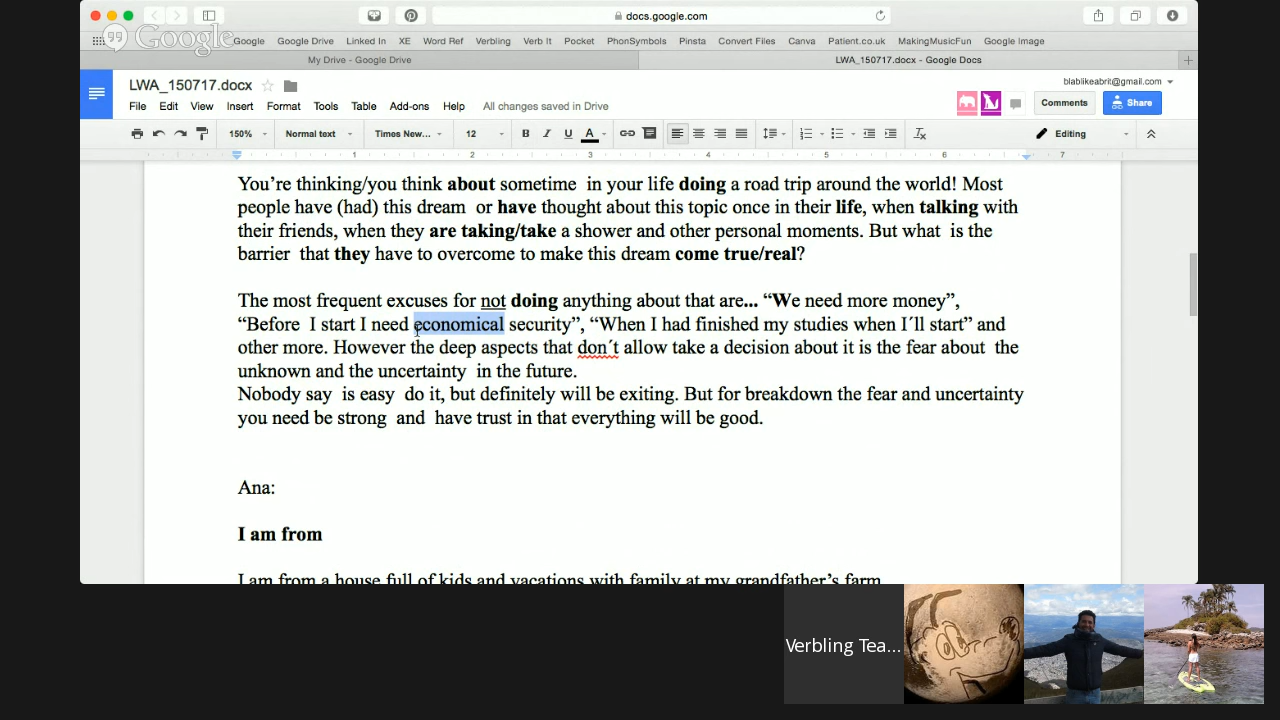 docs.google.com
Google
Google Google Drive Linked In XE Word Ref Verbling Verb It Pocket PhonSymbols Pinsta Convert Files Canva Patient.co.uk MakingMusicFun Google Image
My Drive - Google Drive LWA_150717.docx - Google Docs
LWA_150717.docx blablikeabrit@gmail.com
File Edit View Insert Format Tools Table Add-ons Help All changes saved in Drive Comments Share
150% Normal text Times New... 12 B I U A Editing
1 2 3 4 5 6 7
You’re thinking/you think about sometime in your life doing a road trip around the world! Most
people have (had) this dream or have thought about this topic once in their life, when talking with
their friends, when they are taking/take a shower and other personal moments. But what is the
barrier that they have to overcome to make this dream come true/real?
The most frequent excuses for not doing anything about that are... “We need more money”,
“Before I start I need economical security”, “When I had finished my studies when I´ll start” and
other more. However the deep aspects that don´t allow take a decision about it is the fear about the
unknown and the uncertainty in the future.
Nobody say is easy do it, but definitely will be exiting. But for breakdown the fear and uncertainty
you need be strong and have trust in that everything will be good.
Ana:
I am from
I am from a house full of kids and vacations with family at my grandfather’s farm
Verbling Tea...